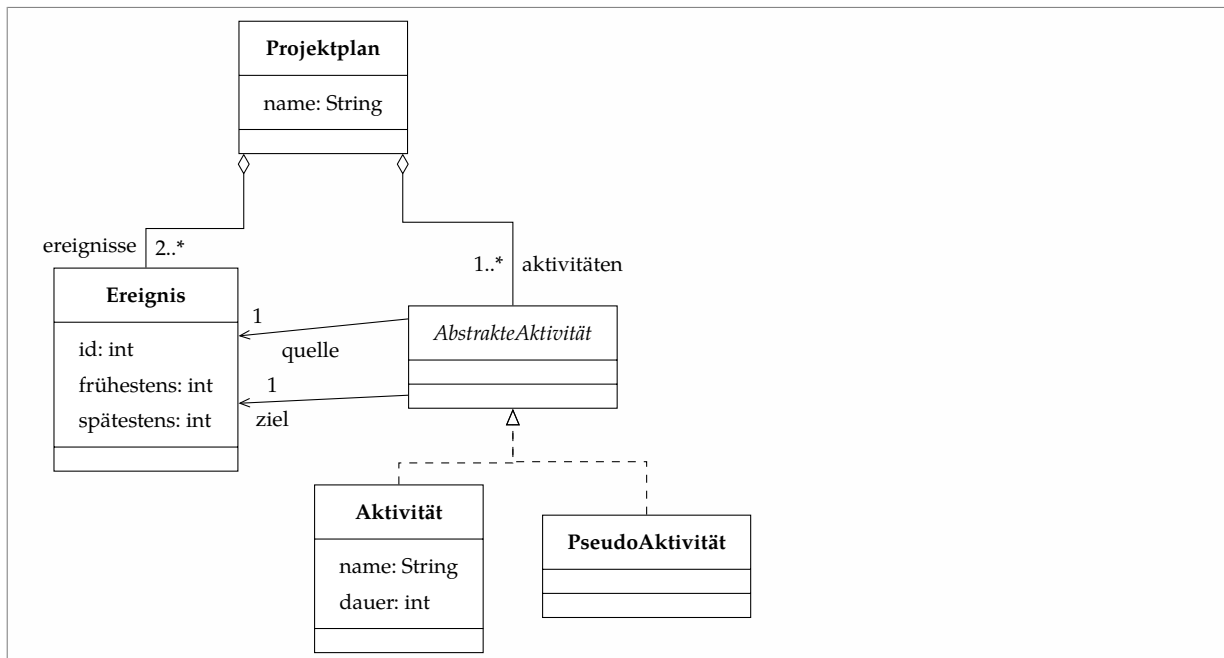 Projektplan
name: String
ereignisse 2..*
1..* aktivitäten
Ereignis
id: int
frühestens: int
spätestens: int
1
quelle
1
ziel
AbstrakteAktivität
Aktivität
name: String
dauer: int
PseudoAktivität